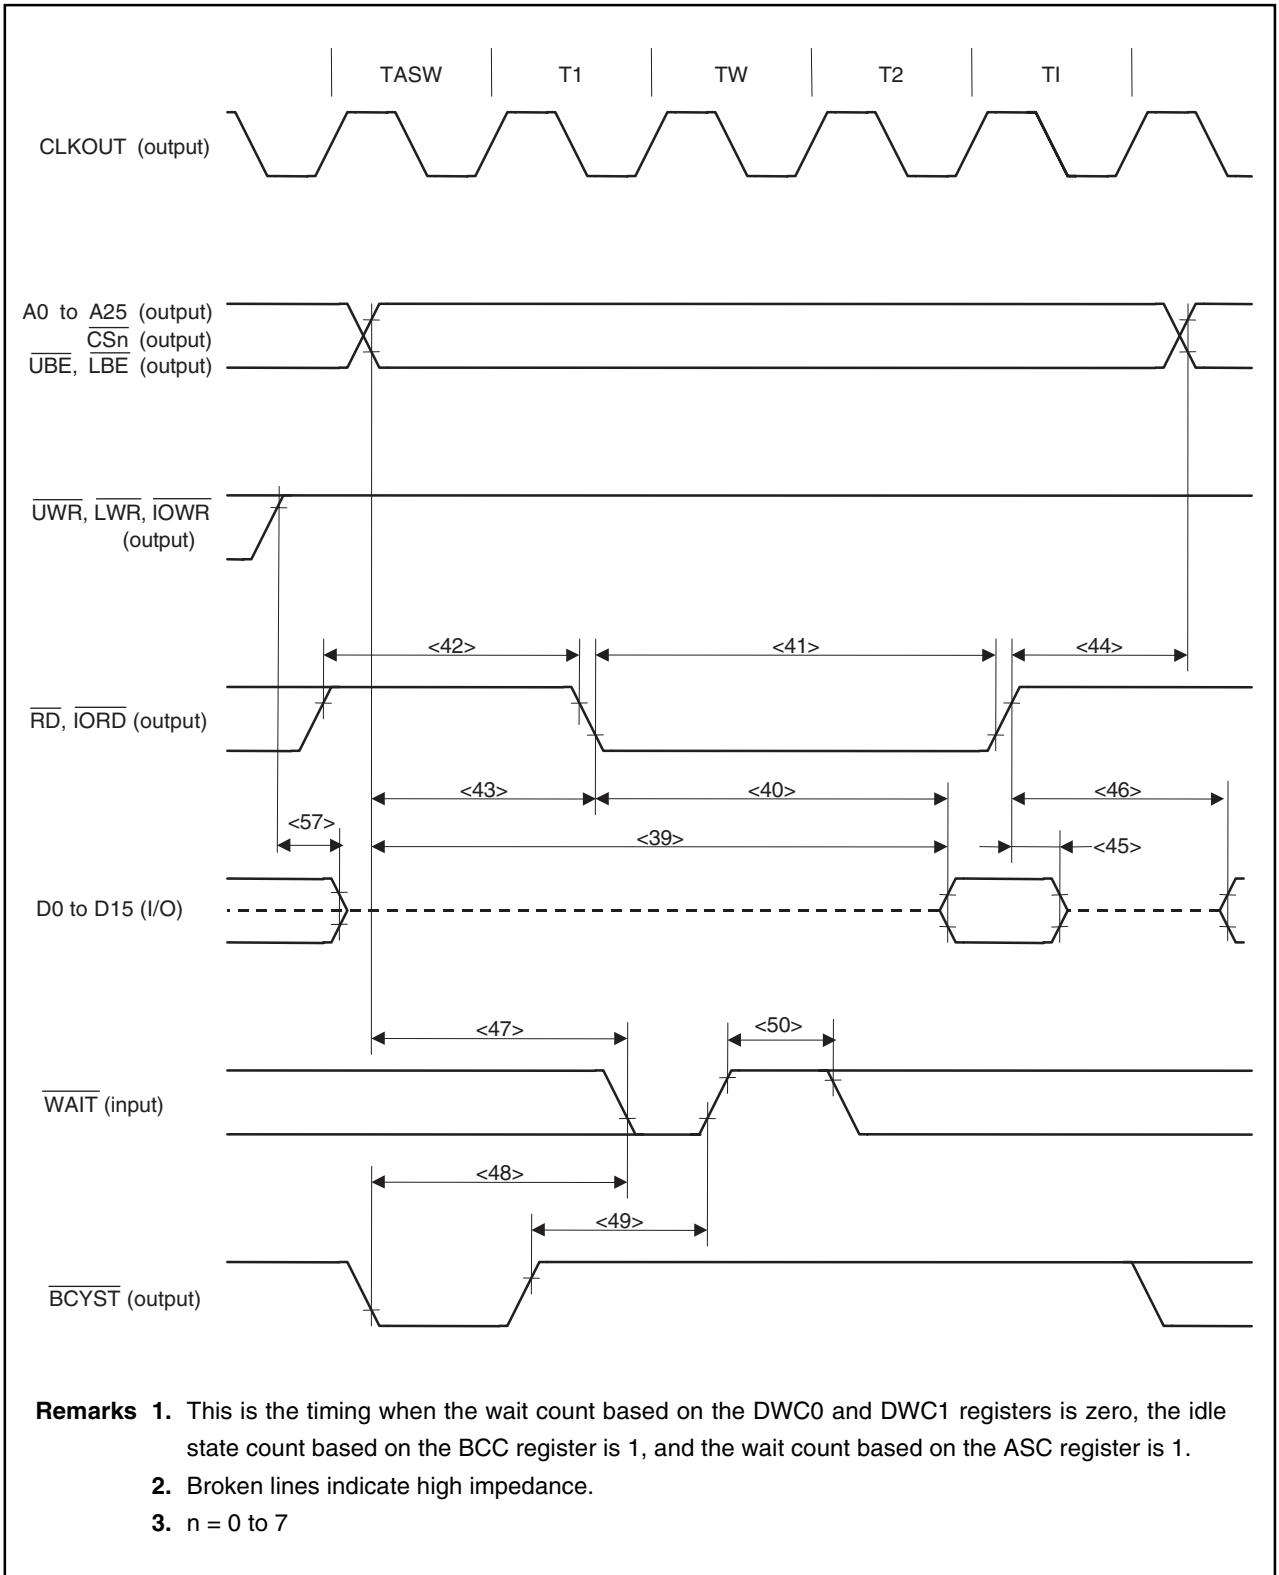 TASW T1 TW T2 TI
CLKOUT (output)
A0 to A25 (output)
CSn (output)
UBE, LBE (output)
UWR, LWR, IOWR
(output)
<42> <41> <44>
RD, IORD (output)
<43> <40> <46>
<57> <39> <45>
D0 to D15 (I/O)
<47> <50>
WAIT (input)
<48>
<49>
BCYST (output)
Remarks 1. This is the timing when the wait count based on the DWC0 and DWC1 registers is zero, the idle
state count based on the BCC register is 1, and the wait count based on the ASC register is 1.
2. Broken lines indicate high impedance.
3. n = 0 to 7